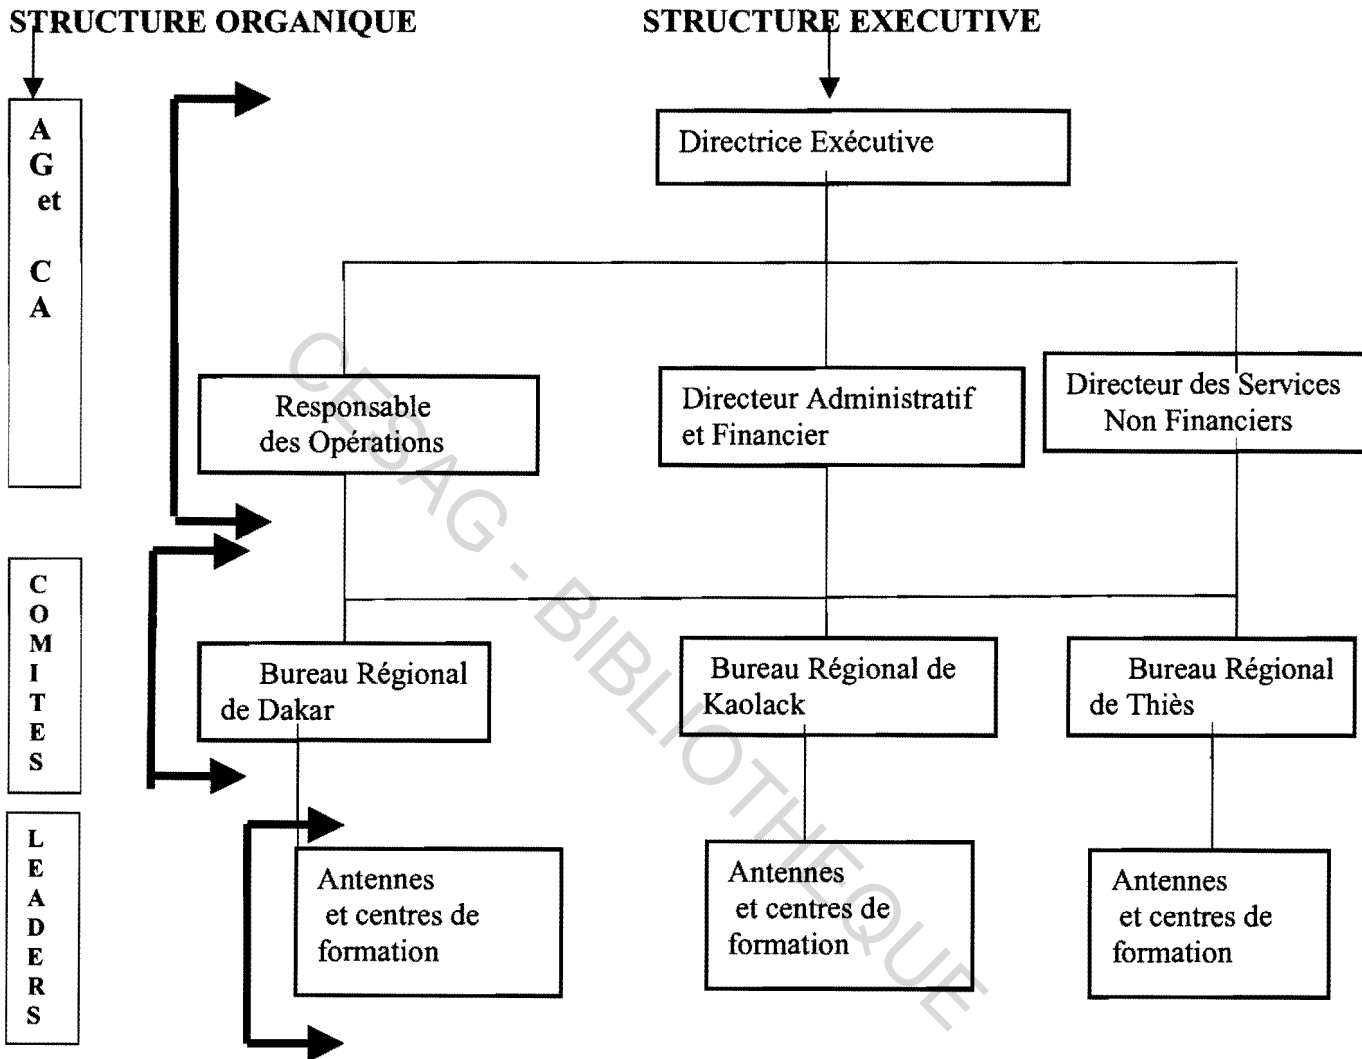 STRUCTURE ORGANIQUE
STRUCTURE EXECUTIVE
A
G
et
C
A
Directrice Exécutive
Responsable
des Opérations
Directeur Administratif
et Financier
Directeur des Services
Non Financiers
C
O
M
I
T
E
S
Bureau Régional
de Dakar
Bureau Régional de
Kaolack
Bureau Régional
de Thiès
L
E
A
D
E
R
S
Antennes
et centres de
formation
Antennes
et centres de
formation
Antennes
et centres de
formation
CESAG - BIBLIOTHEQUE